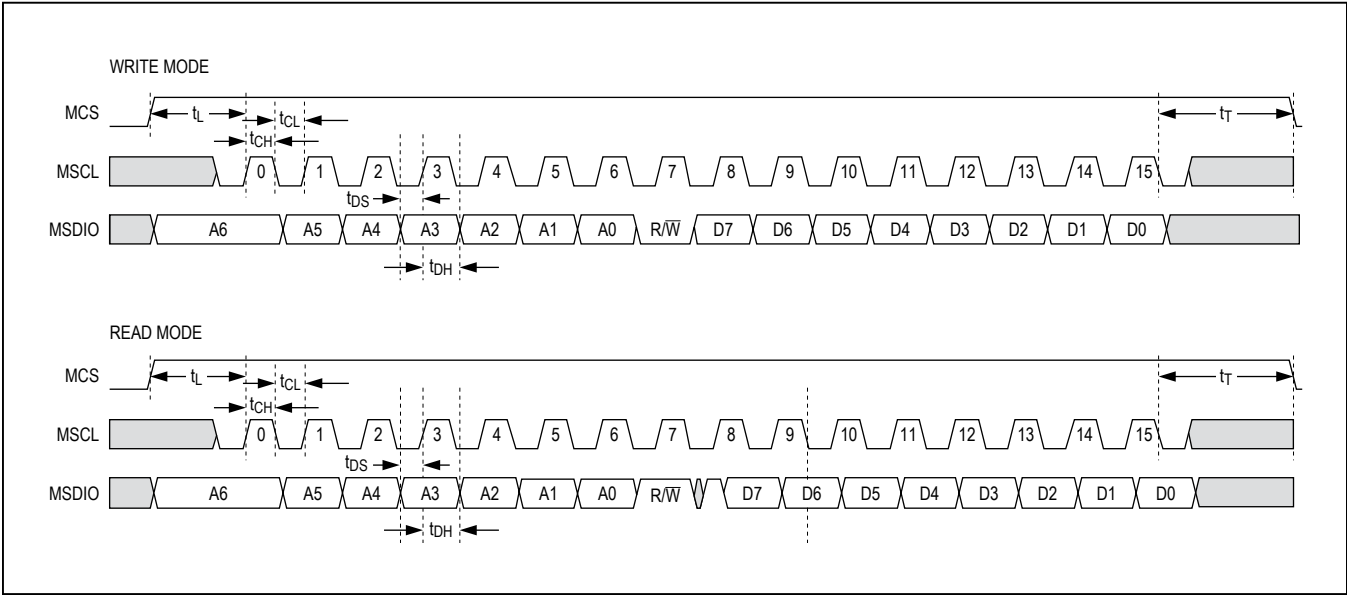 WRITE MODE
MCS tL tCL tCH tT
MSCL 0 1 2 3 4 5 6 7 8 9 10 11 12 13 14 15
tDS
MSDIO A6 A5 A4 A3 A2 A1 A0 R/W̅ D7 D6 D5 D4 D3 D2 D1 D0
tDH
READ MODE
MCS tL tCL tCH tT
MSCL 0 1 2 3 4 5 6 7 8 9 10 11 12 13 14 15
tDS
MSDIO A6 A5 A4 A3 A2 A1 A0 R/W̅ D7 D6 D5 D4 D3 D2 D1 D0
tDH